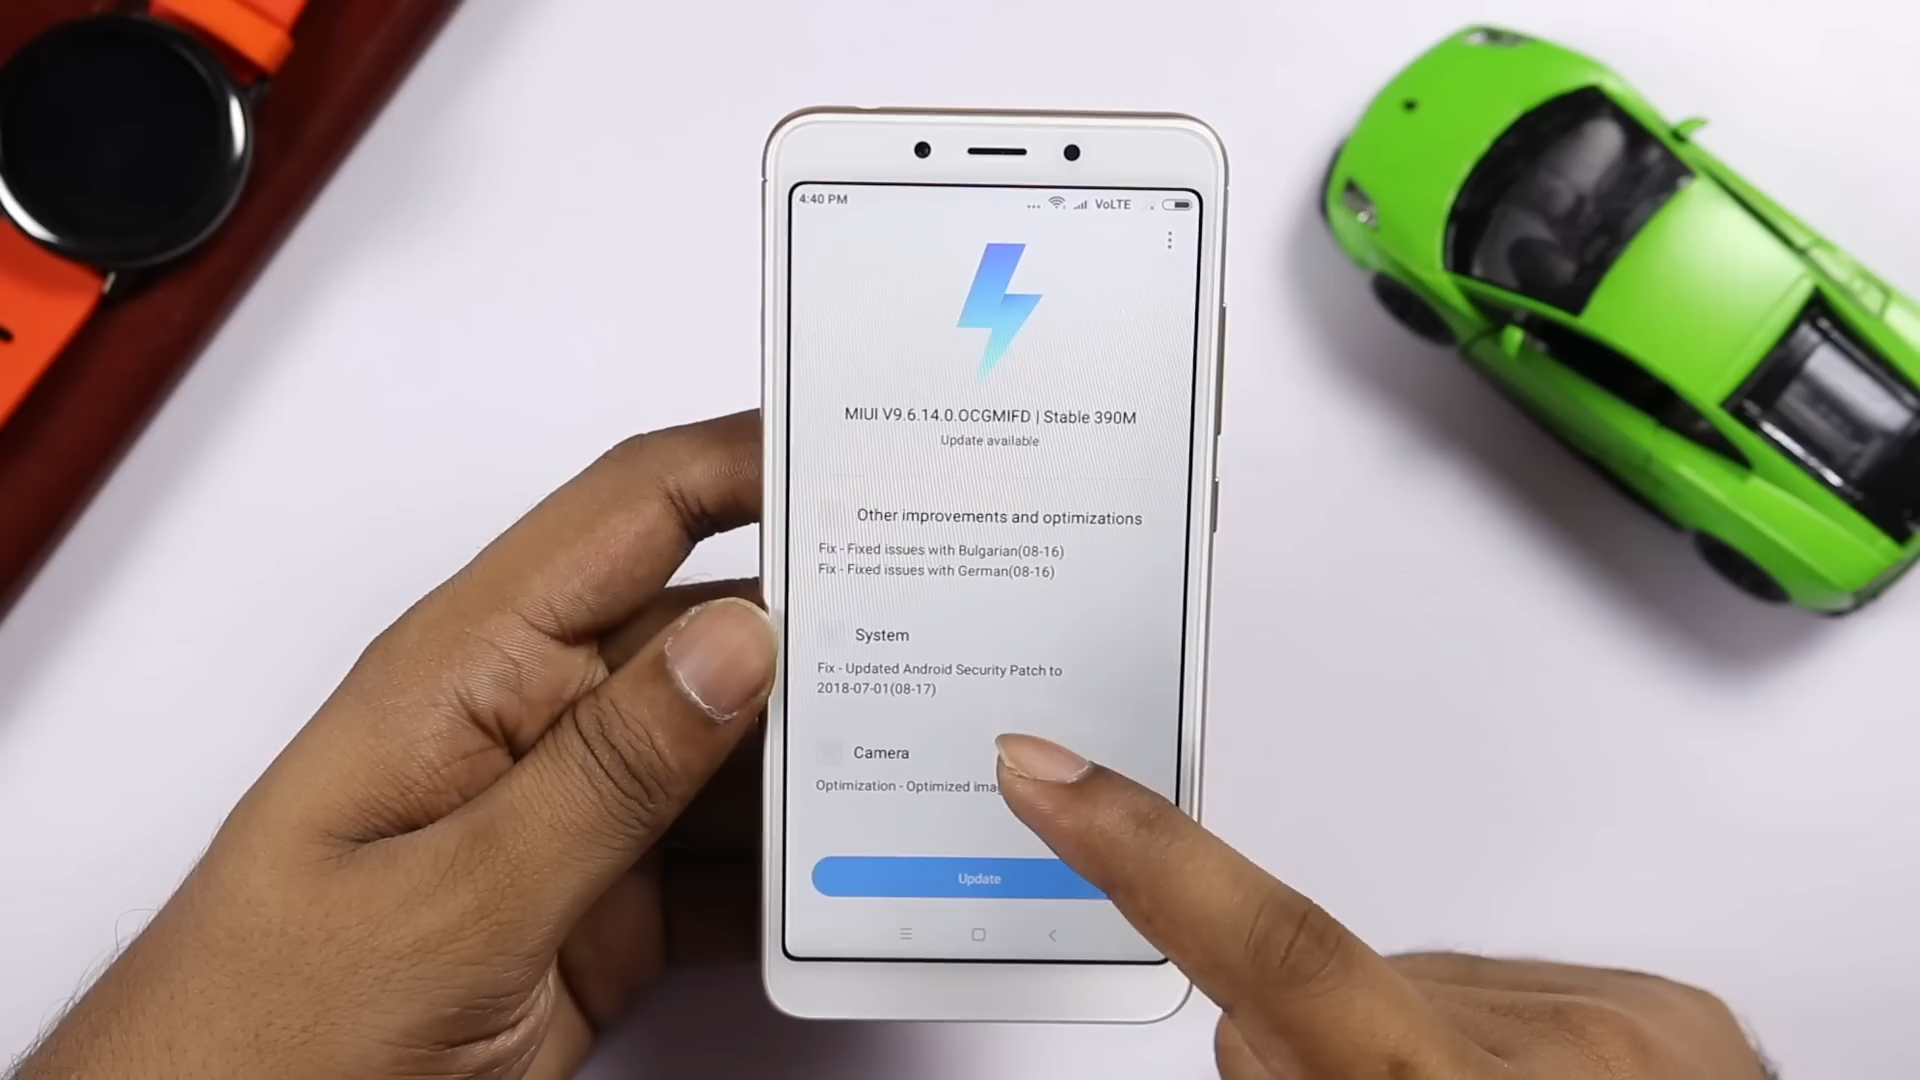 4:40 PM
VoLTE
MIUI V9.6.14.0.OCGMIFD | Stable 390M
Update available
Other improvements and optimizations
Fix - Fixed issues with Bulgarian(08-16)
Fix - Fixed issues with German(08-16)
System
Fix - Updated Android Security Patch to
2018-07-01(08-17)
Camera
Optimization - Optimized
Update